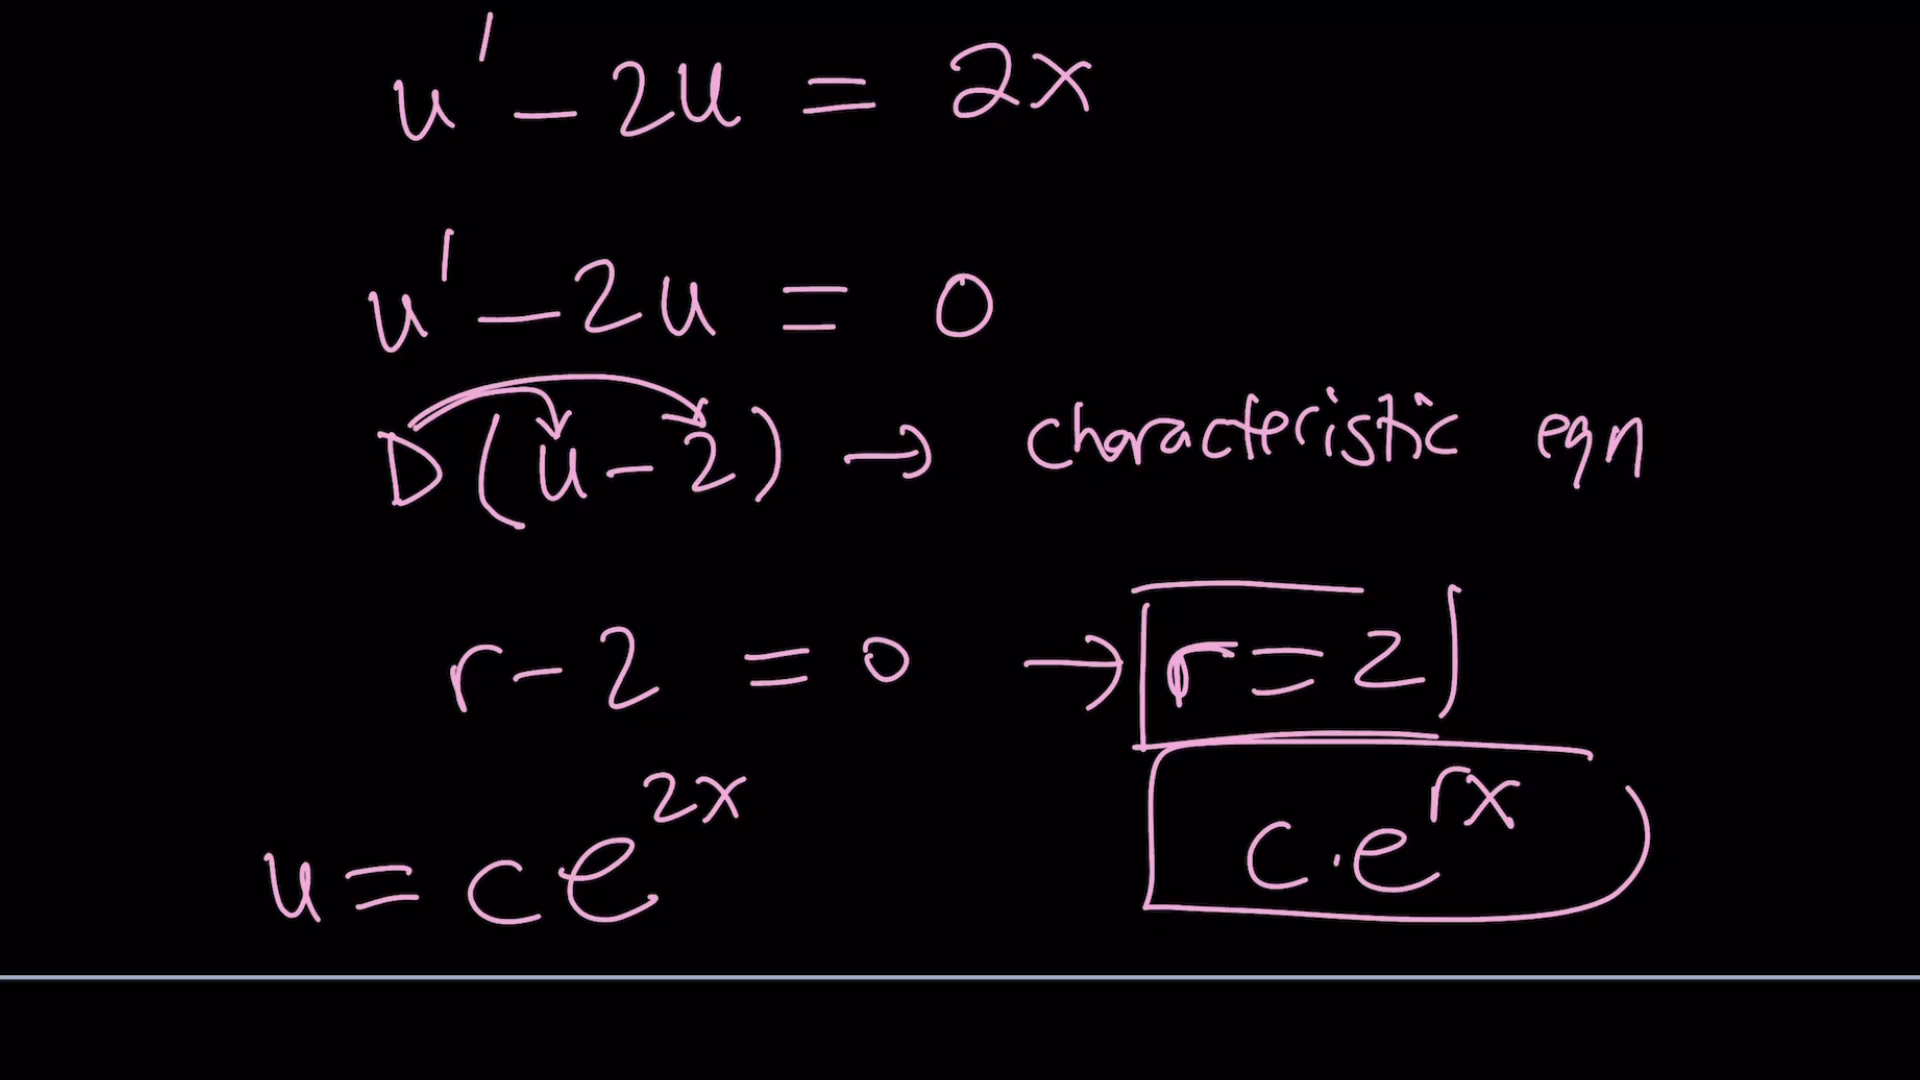 u' - 2u = 2x
u' - 2u = 0
D(u - 2) → characteristic eqn
r - 2 = 0 → r = 2
u = ce^{2x} c·e^{rx}